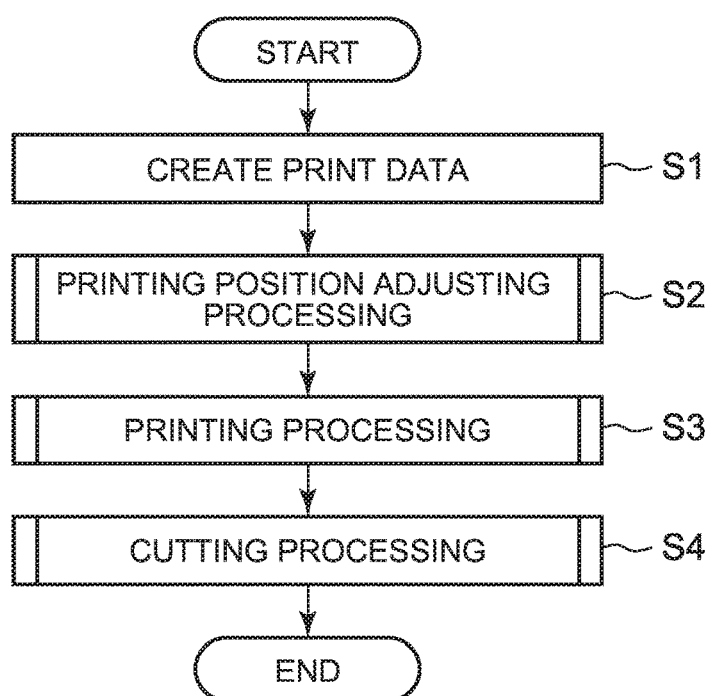 START
CREATE PRINT DATA
S1
PRINTING POSITION ADJUSTING
PROCESSING
S2
PRINTING PROCESSING
S3
CUTTING PROCESSING
S4
END